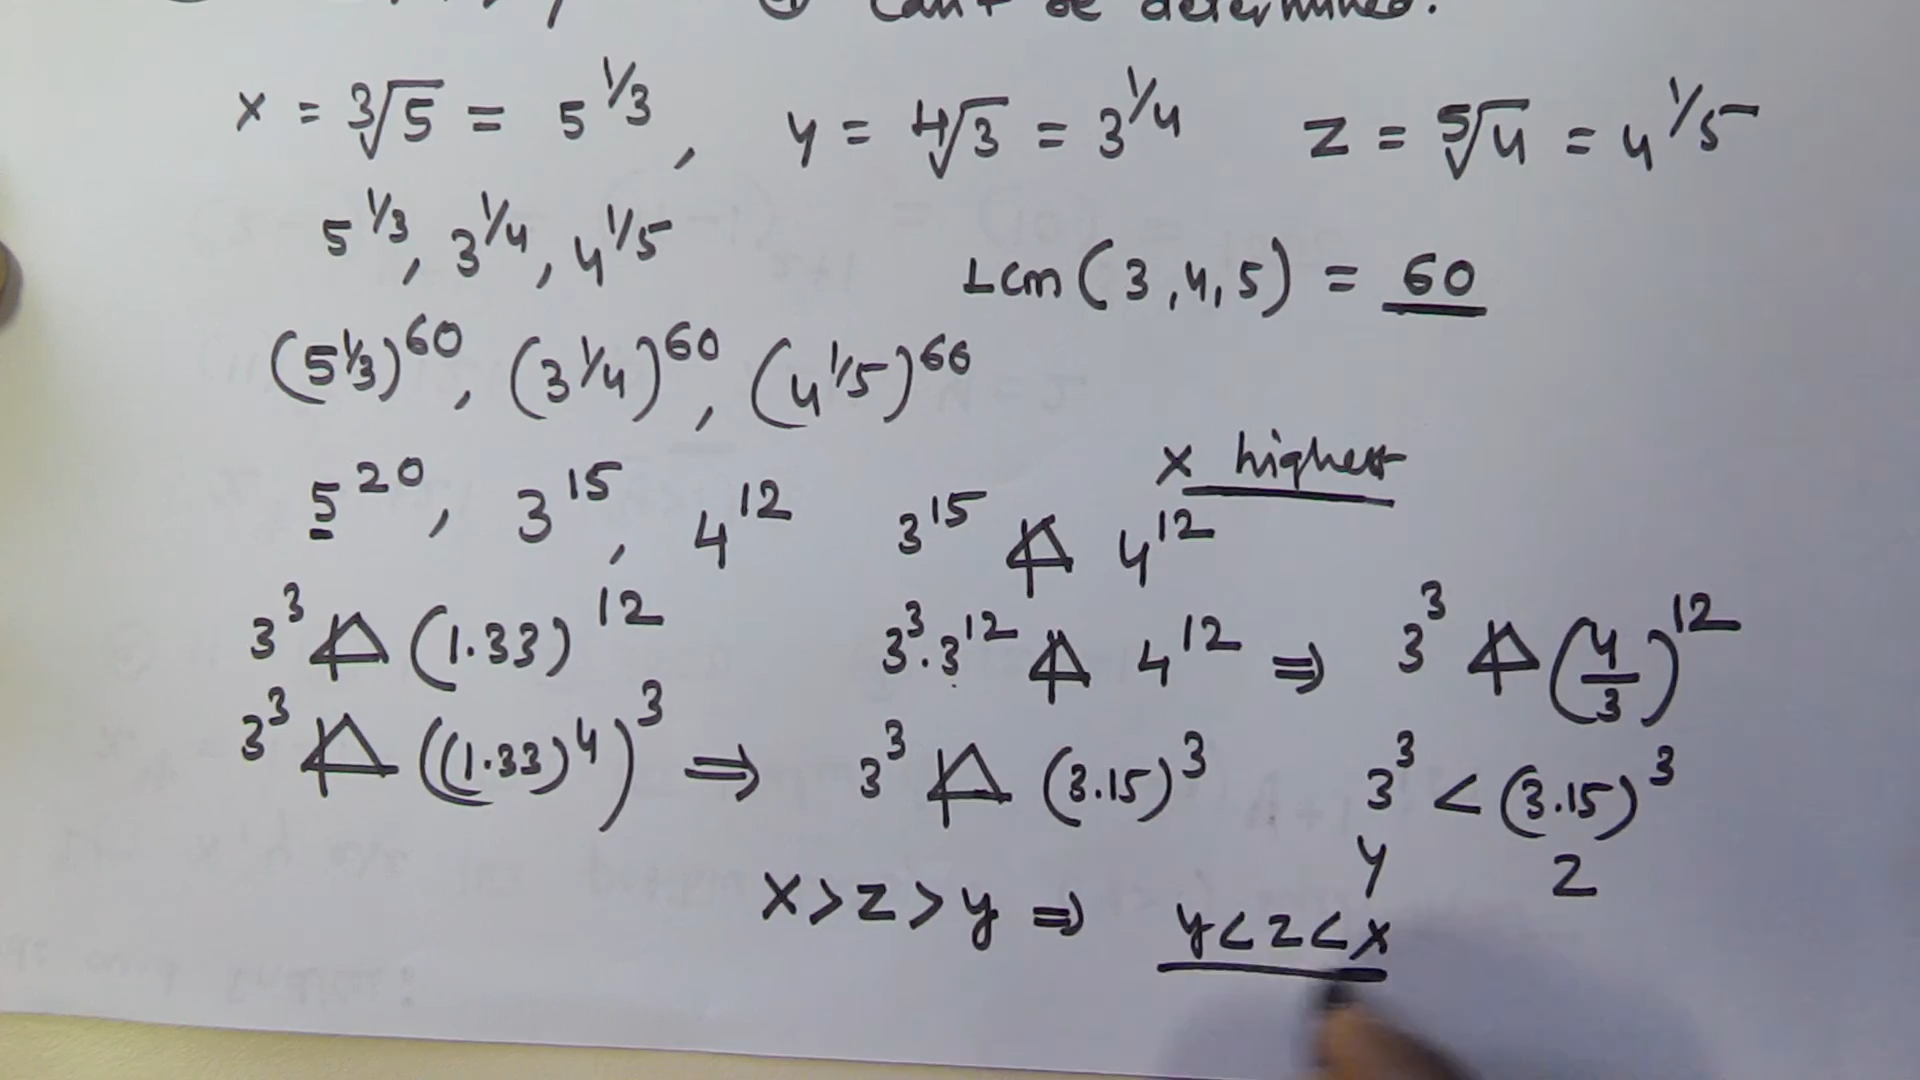 can't be determined.
x = ∛5 = 5^1/3, y = ∜3 = 3^1/4 z = ⁵√4 = 4^1/5
5^1/3, 3^1/4, 4^1/5
Lcm(3,4,5) = 60
(5^1/3)^60, (3^1/4)^60, (4^1/5)^60
x highest
5^20, 3^15, 4^12
3^15 4^12
3^3 (1.33)^12
3^3.3^12 4^12 ⇒ 3^3 (4/3)^12
3^3 ((1.33)^4)^3 ⇒ 3^3 (3.15)^3
3^3 < (3.15)^3
y z
x>z>y ⇒ y<z<x